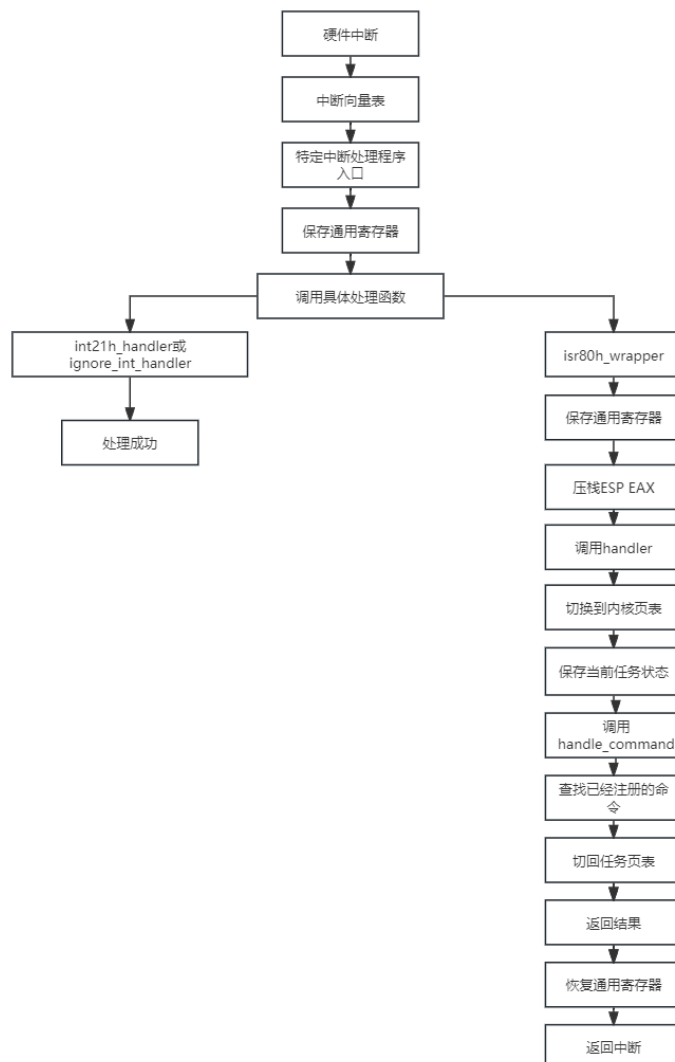 硬件中断
中断向量表
特定中断处理程序
入口
保存通用寄存器
调用具体处理函数
int21h_handler或
ignore_int_handler
处理成功
isr80h_wrapper
保存通用寄存器
压栈ESP EAX
调用handler
切换到内核页表
保存当前任务状态
调用
handle_command
查找已经注册的命
令
切回任务页表
返回结果
恢复通用寄存器
返回中断